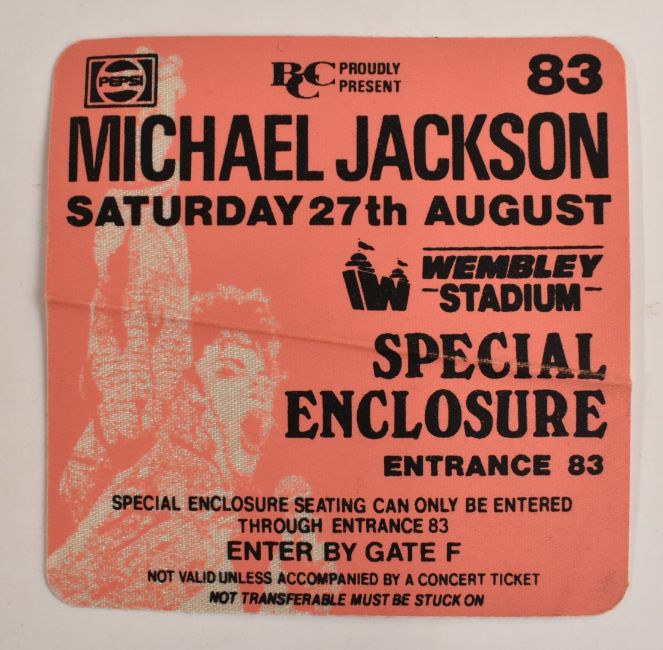 PEPSI
BCC PROUDLY PRESENT
83
MICHAEL JACKSON
SATURDAY 27th AUGUST
W WEMBLEY
STADIUM
SPECIAL
ENCLOSURE
ENTRANCE 83
SPECIAL ENCLOSURE SEATING CAN ONLY BE ENTERED
THROUGH ENTRANCE 83
ENTER BY GATE F
NOT VALID UNLESS ACCOMPANIED BY A CONCERT TICKET
NOT TRANSFERABLE MUST BE STUCK ON